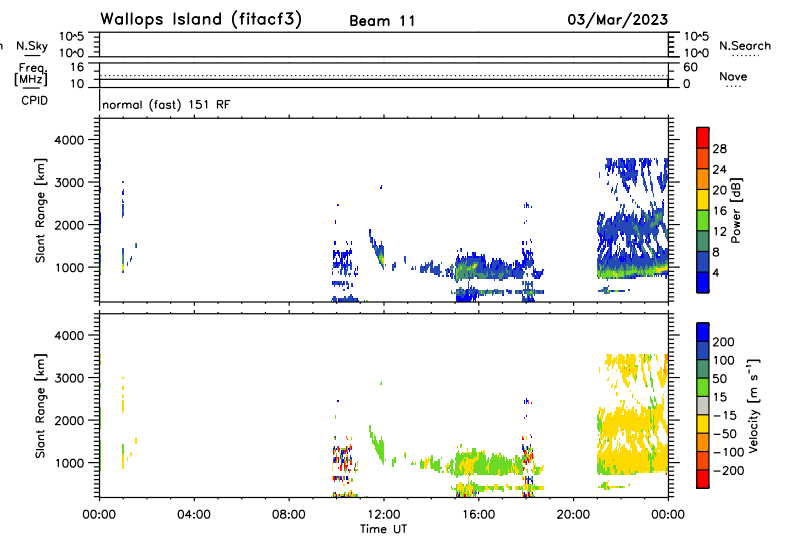 Wallops Island (fitacf3) Beam 11 03/Mar/2023
N.Sky 10^5 10^0 10^5 10^0 N.Search
Freq. [MHz] 16 10 60 0 Nave
CPID normal (fast) 151 RF
Slant Range [km]
4000
3000
2000
1000
28
24
20
16
12
8
4
Power [dB]
Slant Range [km]
4000
3000
2000
1000
200
100
50
15
-15
-50
-100
-200
Velocity [m s⁻¹]
00:00 04:00 08:00 12:00 16:00 20:00 00:00
Time UT